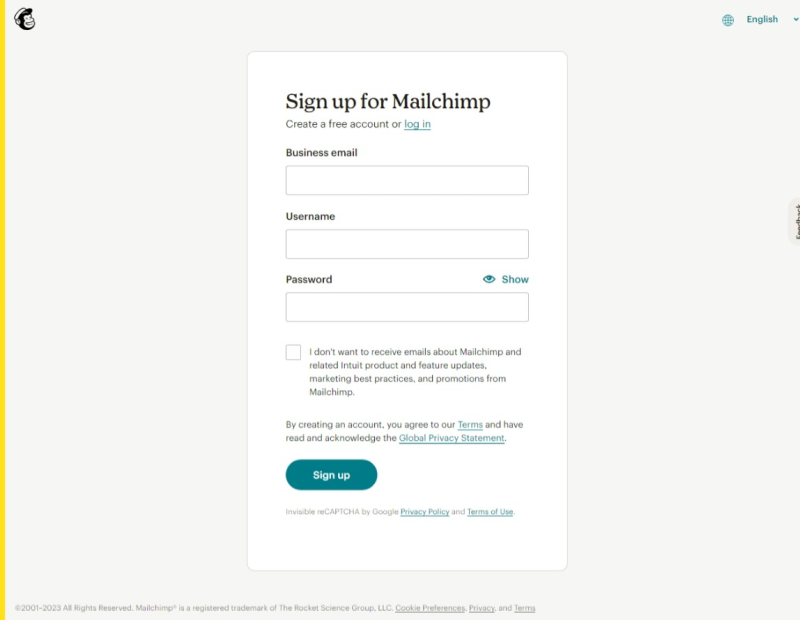 English
Sign up for Mailchimp
Create a free account or log in
Business email
Username
Password
Show
I don't want to receive emails about Mailchimp and
related Intuit product and feature updates,
marketing best practices, and promotions from
Mailchimp.
By creating an account, you agree to our Terms and have
read and acknowledge the Global Privacy Statement.
Sign up
Invisible reCAPTCHA by Google Privacy Policy and Terms of Use.
Feedback
©2001–2023 All Rights Reserved. Mailchimp® is a registered trademark of The Rocket Science Group, LLC. Cookie Preferences, Privacy, and Terms